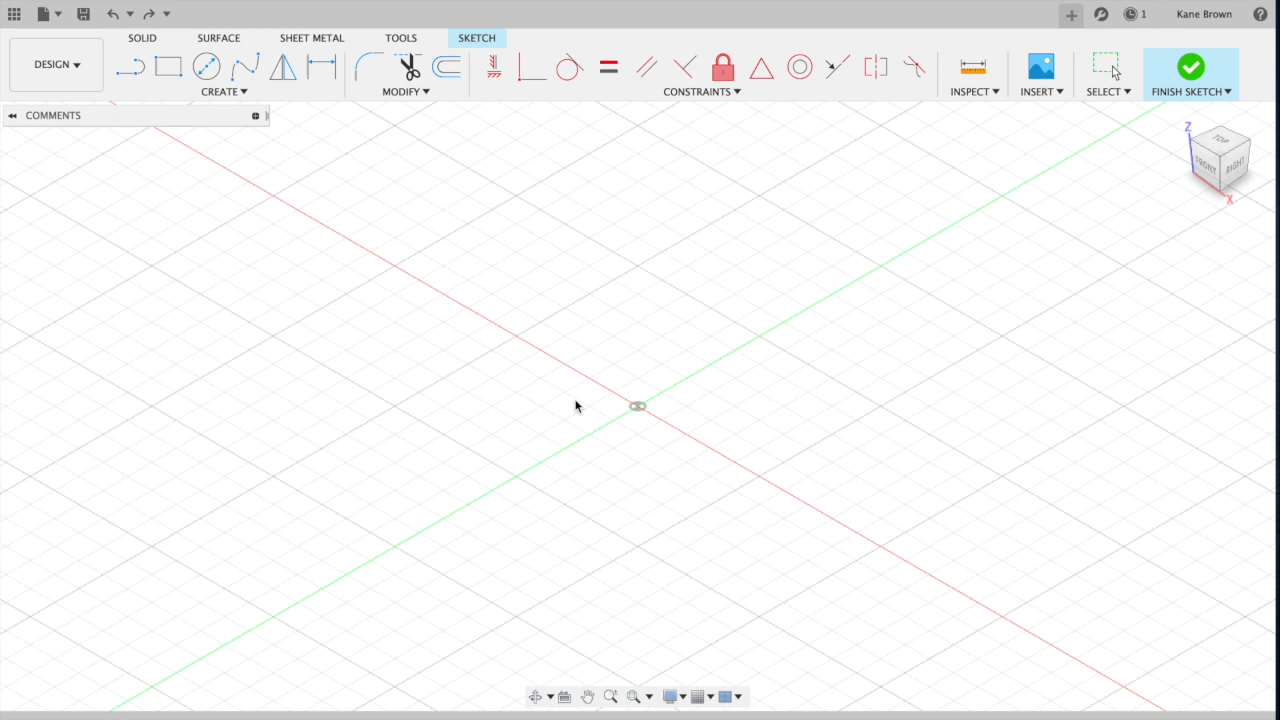 1 Kane Brown
SOLID SURFACE SHEET METAL TOOLS SKETCH
DESIGN
CREATE MODIFY CONSTRAINTS INSPECT INSERT SELECT FINISH SKETCH
COMMENTS
Z
TOP
FRONT RIGHT
X